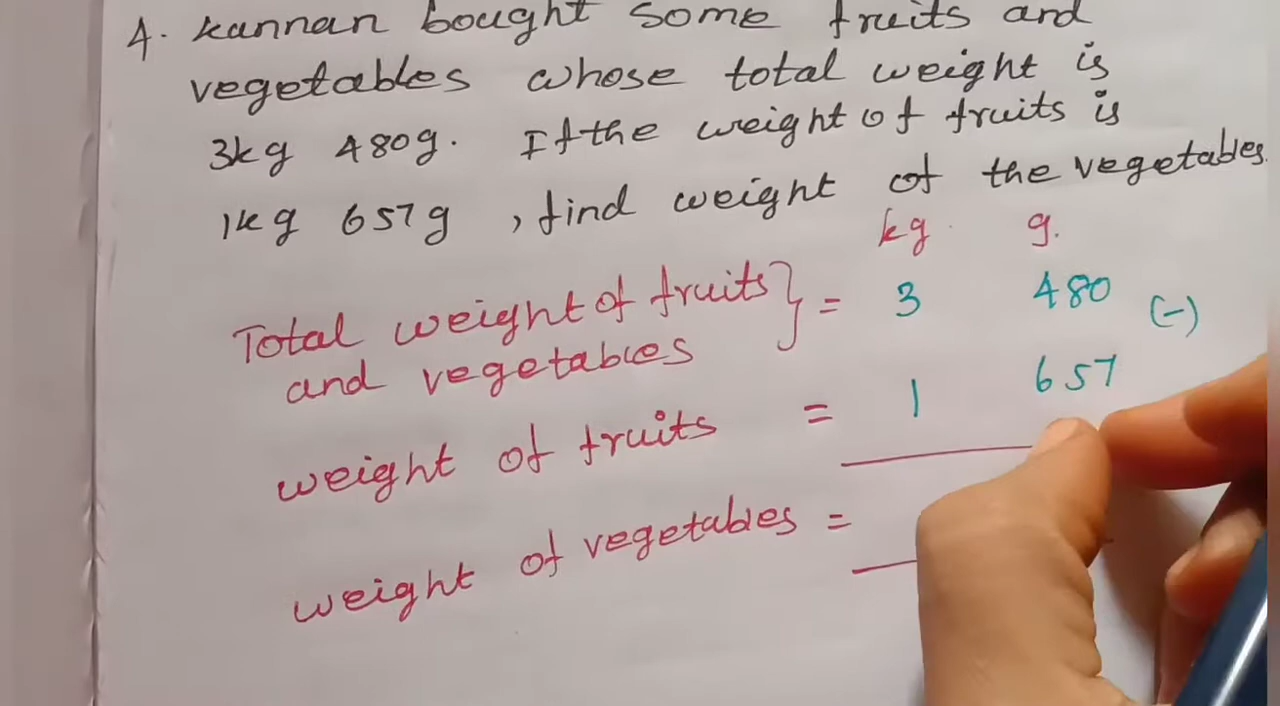 4. kannan bought some fruits and
vegetables whose total weight is
3kg 480g. If the weight of fruits is
1kg 657g, find weight of the vegetables.
kg g.
Total weight of fruits } = 3 480 (-)
and vegetables
weight of fruits = 1 657
weight of vegetables =